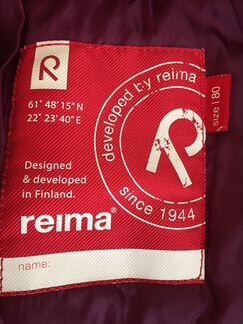 R
61° 48' 15"N
22° 23' 40"E
developed by reima
since 1944
R
size | 80
Designed
& developed
in Finland.
reima®
name: